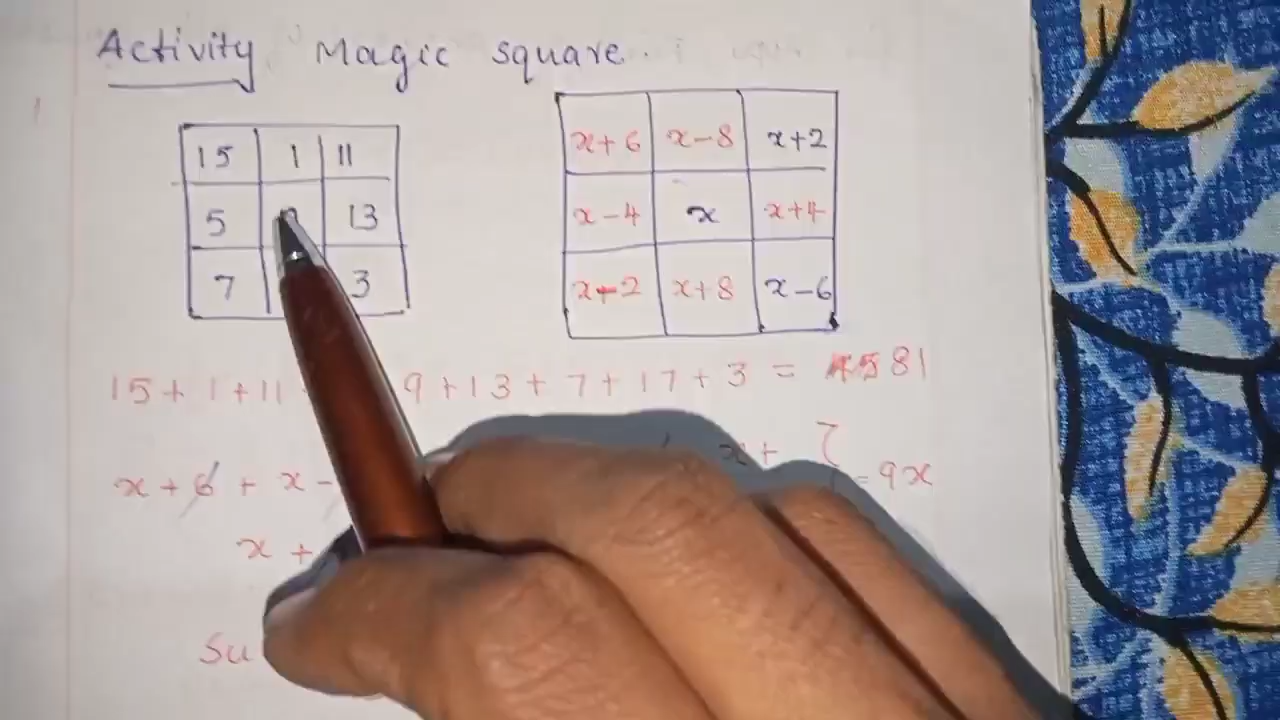 Activity Magic square.
15 1 11
5 13
7 3
x+6 x-8 x+2
x-4 x x+4
x-2 x+8 x-6
15+1+11 9+13+7+17+3 = 81
x+6 + x- x+ = 9x
x +